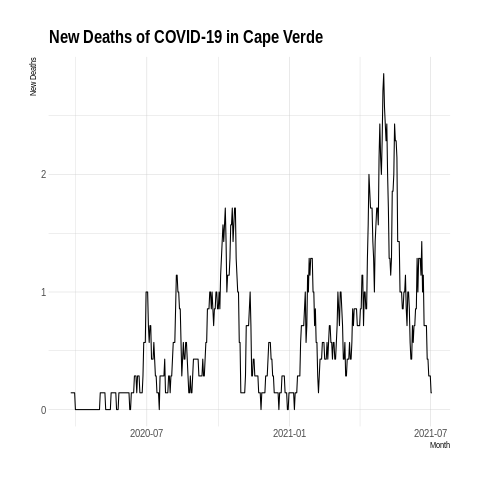 New Deaths of COVID-19 in Cape Verde
New Deaths
2
1
0
2020-07
2021-01
2021-07
Month